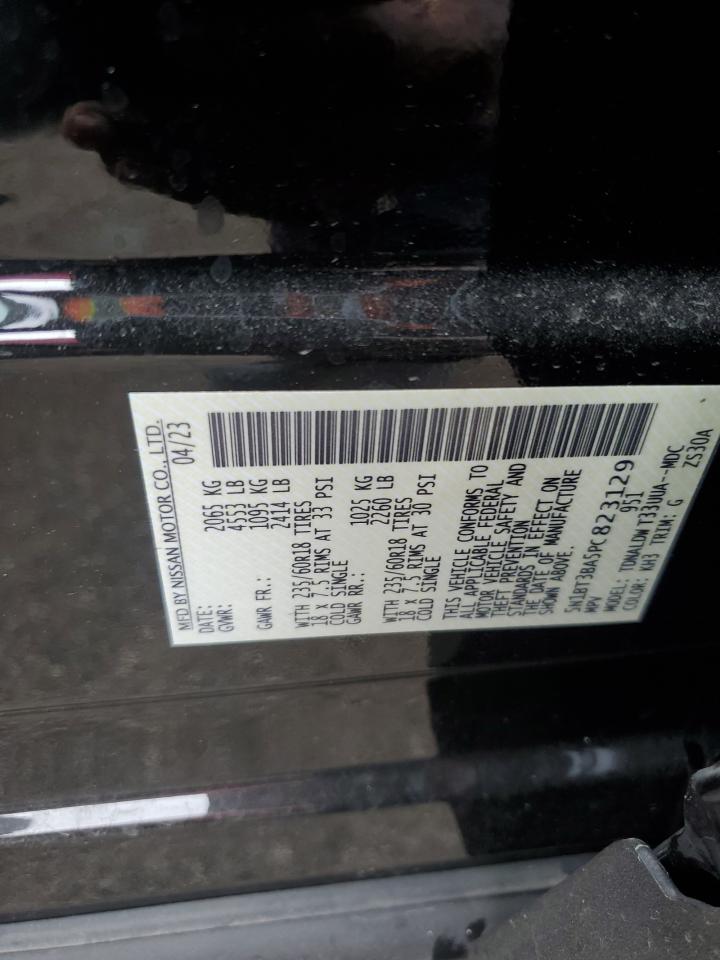 MFD BY NISSAN MOTOR CO., LTD.
DATE: 04/23
GVWR: 2065 KG
4553 LB
GAWR FR.: 1095 KG
2414 LB
WITH 235/60R18 TIRES
18 X 7.5 RIMS AT 33 PSI
COLD SINGLE
GAWR RR.: 1025 KG
2260 LB
WITH 235/60R18 TIRES
18 X 7.5 RIMS AT 30 PSI
COLD SINGLE
THIS VEHICLE CONFORMS TO
ALL APPLICABLE FEDERAL
MOTOR VEHICLE SAFETY AND
THEFT PREVENTION
STANDARDS IN EFFECT ON
THE DATE OF MANUFACTURE
SHOWN ABOVE.
5N1BT3BA5PC823129
MPV 951
MODEL: TDMALDW T33UUA--MDC
COLOR: KH3 TRIM: G ZS30A